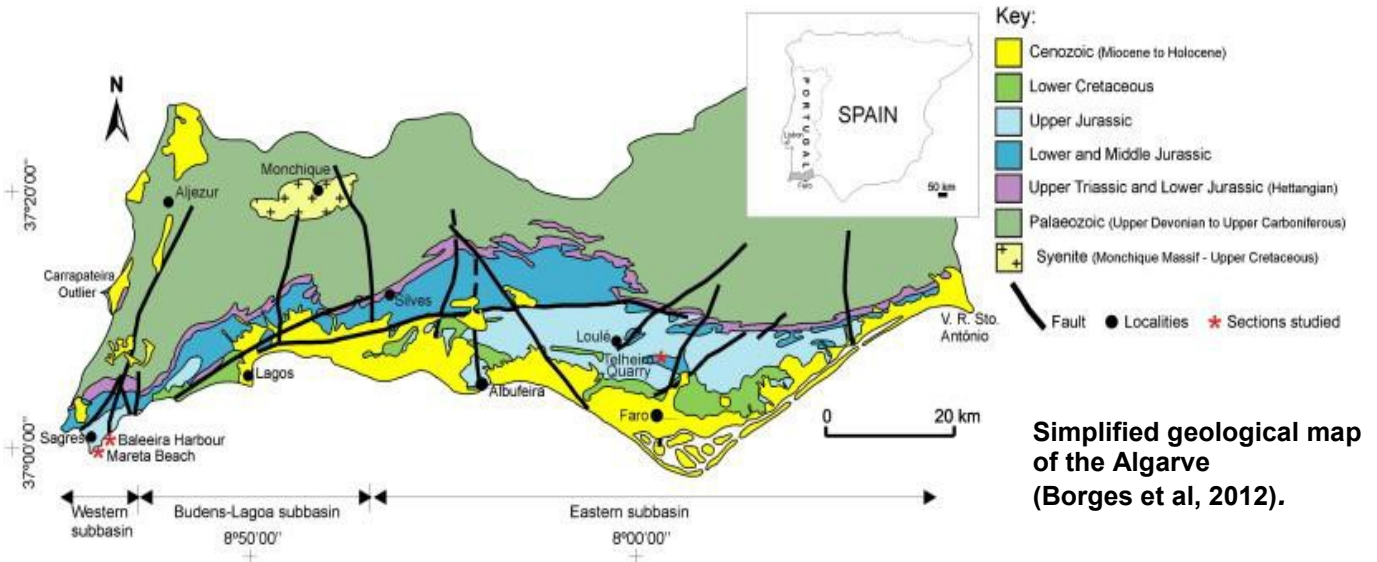 Key:
Cenozoic (Miocene to Holocene)
Lower Cretaceous
Upper Jurassic
Lower and Middle Jurassic
Upper Triassic and Lower Jurassic (Hettangian)
Palaeozoic (Upper Devonian to Upper Carboniferous)
Syenite (Monchique Massif - Upper Cretaceous)
Fault
Localities
* Sections studied
N
PORTUGAL
SPAIN
Lisbon
Faro
50 km
37°20'00"
37°00'00"
Monchique
Aljezur
Carrapateira
Outlier
Silves
Lagos
Albufeira
Loulé
Telheiro
Quarry
Faro
V. R. Sto.
António
Sagres
Baleeira Harbour
Mareta Beach
0 20 km
Western
subbasin
Budens-Lagoa subbasin
Eastern subbasin
8°50'00"
8°00'00"
Simplified geological map
of the Algarve
(Borges et al, 2012).